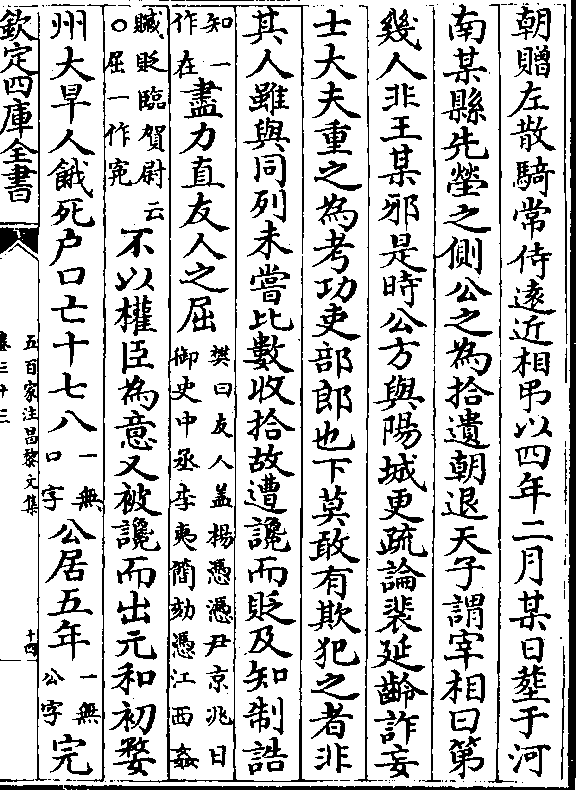 朝贈左散騎常侍遠近相弔以四年二月某日塟于河
南某縣先塋之側公之為拾遺朝退天子謂宰相曰第
幾人非王某邪是時公方與陽城更疏論裴延齡詐妄
士大夫重之為考功吏部郎也下莫敢有欺犯之者非
其人雖與同列未嘗比數收拾故遭讒而貶及知制誥
知一作在盡力直友人之屈樊曰友人蓋楊憑憑尹京兆日御史中丞李夷簡劾憑江西姦
贓貶臨賀尉云○屈一作寃不以權臣為意又被讒而出元和初婺
州大旱人餓死户口亡十七八一無口字公居五年一無公字完
欽定四庫全書
五百家注昌黎文集
卷三十三
十四